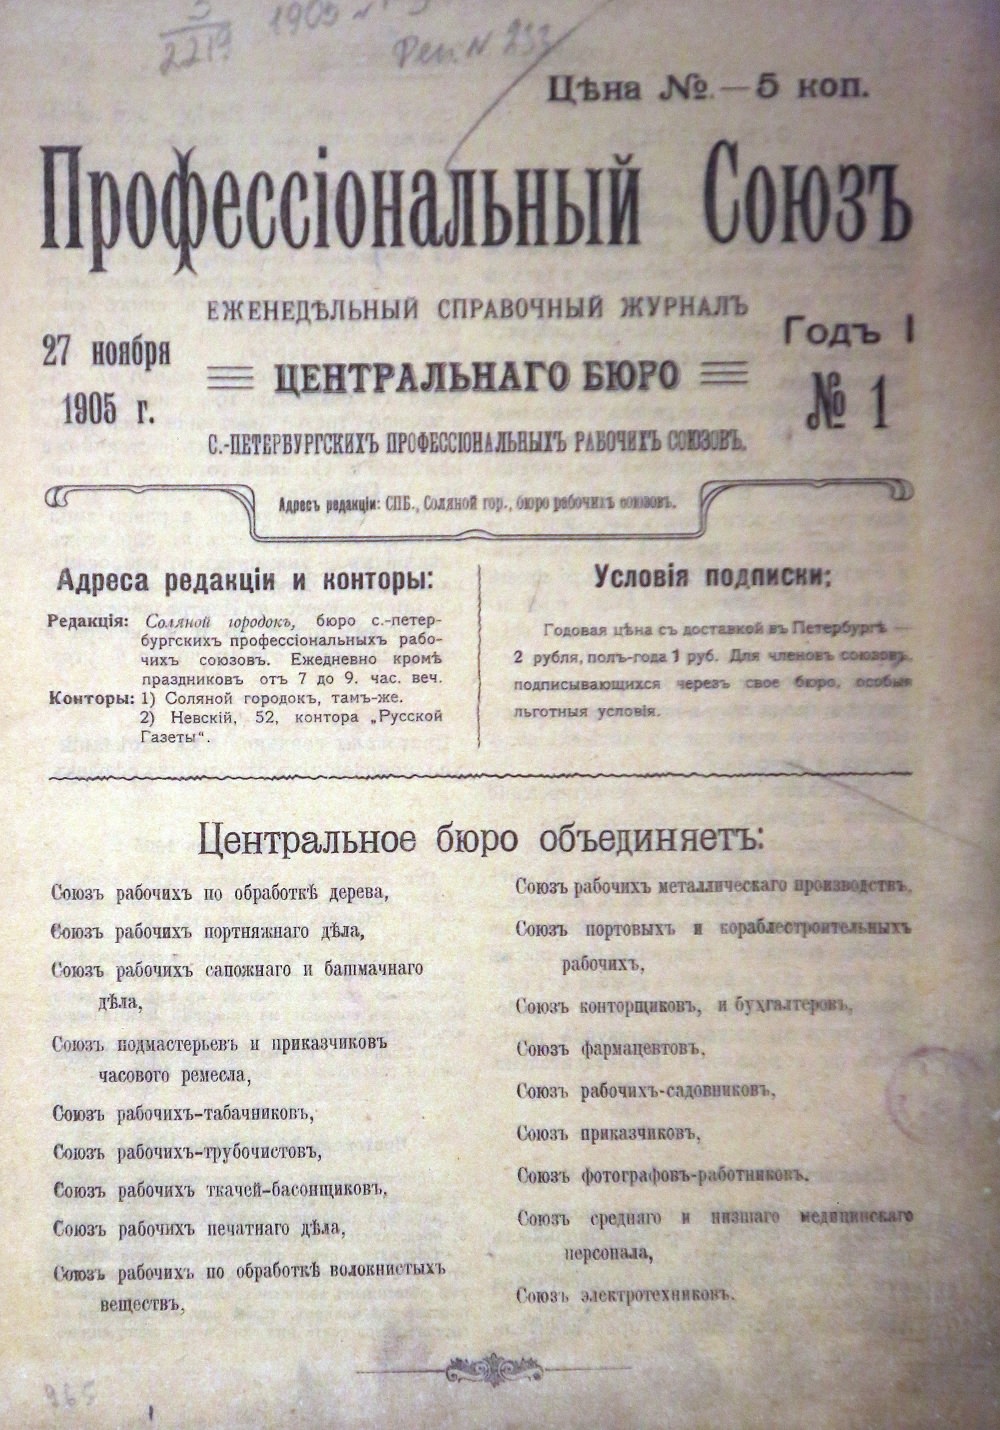 3
2219
1905
Цѣна №.—5 коп.
Профессіональный Союзъ
ЕЖЕНЕДѢЛЬНЫЙ СПРАВОЧНЫЙ ЖУРНАЛЪ
27 ноября
1905 г.
ЦЕНТРАЛЬНАГО БЮРО
Годъ I
№ 1
С.-ПЕТЕРБУРГСКИХЪ ПРОФЕССІОНАЛЬНЫХЪ РАБОЧИХЪ СОЮЗОВЪ.
Адресъ редакціи: СПБ., Соляной гор., бюро рабочихъ союзовъ.
Адреса редакціи и конторы:
Редакція: Соляной городокъ, бюро с.-петер-
бургскихъ профессіональныхъ рабо-
чихъ союзовъ. Ежедневно кромѣ
праздниковъ отъ 7 до 9. час. веч.
Конторы: 1) Соляной городокъ, тамъ-же.
2) Невскій, 52, контора „Русской
Газеты“.
Условія подписки:
Годовая цѣна съ доставкой въ Петербургѣ —
2 рубля, полъ-года 1 руб. Для членовъ союзовъ,
подписывающихся черезъ свое бюро, особыя
льготныя условія.
Центральное бюро объединяетъ:
Союзъ рабочихъ по обработкѣ дерева,
Союзъ рабочихъ портняжнаго дѣла,
Союзъ рабочихъ сапожнаго и башмачнаго
дѣла,
Союзъ подмастерьевъ и приказчиковъ
часового ремесла,
Союзъ рабочихъ-табачниковъ,
Союзъ рабочихъ-трубочистовъ,
Союзъ рабочихъ ткачей-басонщиковъ,
Союзъ рабочихъ печатнаго дѣла,
Союзъ рабочихъ по обработкѣ волокнистыхъ
веществъ,
Союзъ рабочихъ металлическаго производствъ,
Союзъ портовыхъ и кораблестроительныхъ
рабочихъ,
Союзъ конторщиковъ, и бухгалтеровъ,
Союзъ фармацевтовъ,
Союзъ рабочихъ-садовниковъ,
Союзъ приказчиковъ,
Союзъ фотографовъ-работниковъ,
Союзъ средняго и низшаго медицинскаго
персонала,
Союзъ электротехниковъ.
965